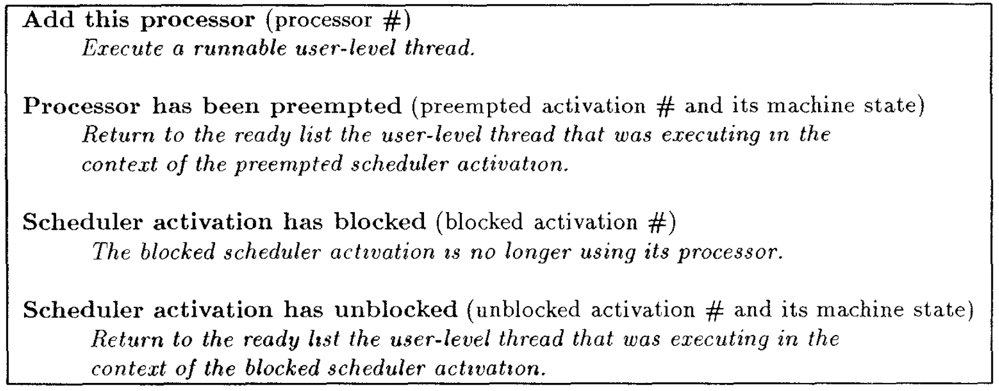 Add this processor (processor #)
Execute a runnable user-level thread.
Processor has been preempted (preempted activation # and its machine state)
Return to the ready list the user-level thread that was executing in the
context of the preempted scheduler activation.
Scheduler activation has blocked (blocked activation #)
The blocked scheduler activation is no longer using its processor.
Scheduler activation has unblocked (unblocked activation # and its machine state)
Return to the ready list the user-level thread that was executing in the
context of the blocked scheduler activation.